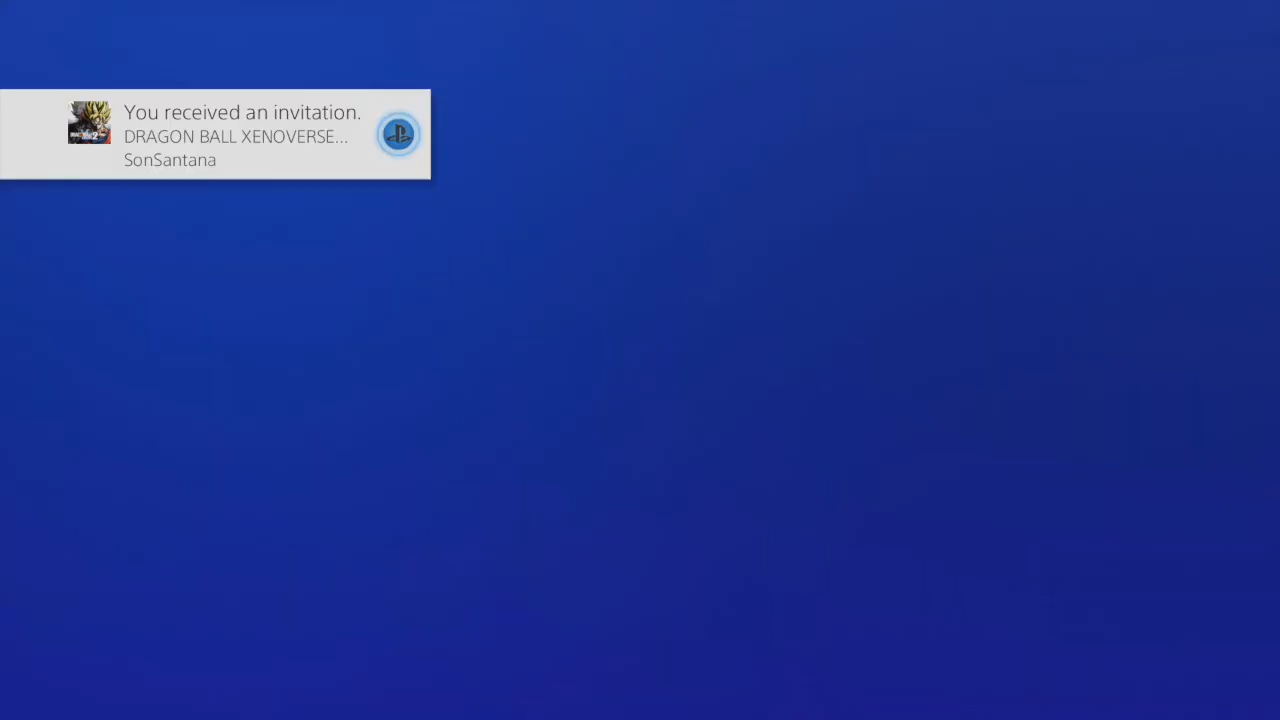 You received an invitation.
DRAGON BALL XENOVERSE...
SonSantana